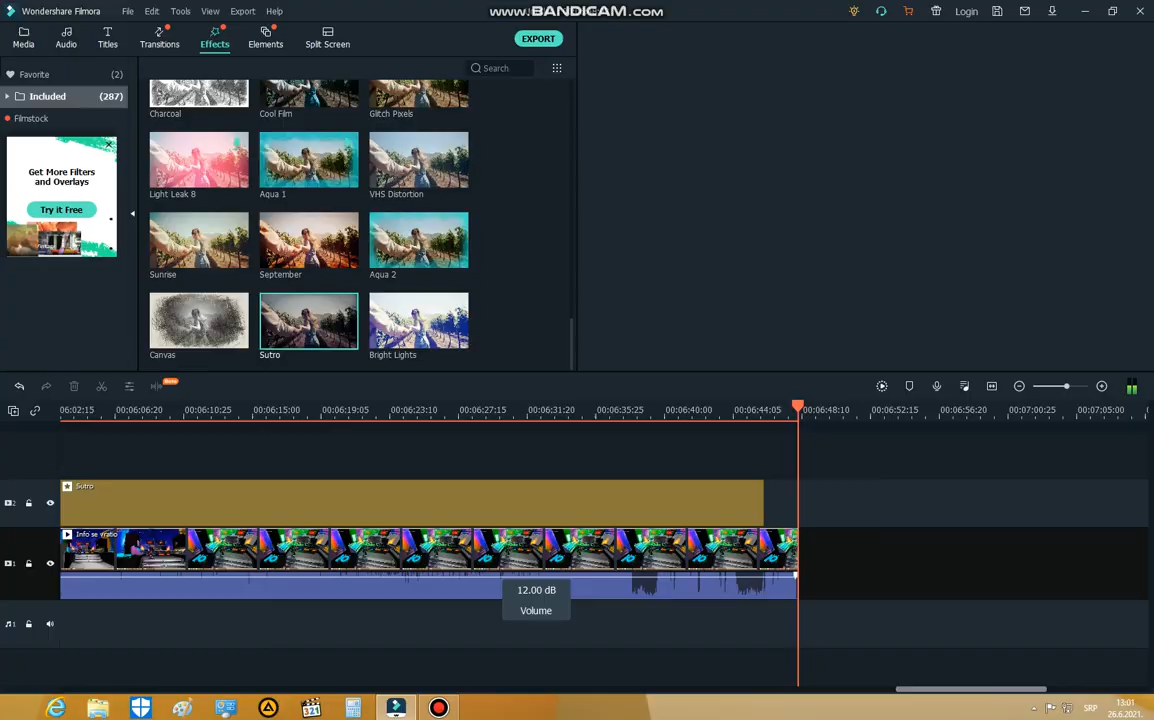 Wondershare Filmora
File
Edit
Tools
View
Export
Help
www.BANDICAM.com
Login
Media
Audio
Titles
Transitions
Effects
Elements
Split Screen
EXPORT
Favorite
(2)
Included
(287)
Filmstock
Get More Filters
and Overlays
Try it Free
Search
Charcoal
Cool Film
Glitch Pixels
Light Leak 8
Aqua 1
VHS Distortion
Sunrise
September
Aqua 2
Canvas
Sutro
Bright Lights
Beta
06:02:15
00:06:06:20
00:06:10:25
00:06:15:00
00:06:19:05
00:06:23:10
00:06:27:15
00:06:31:20
00:06:35:25
00:06:40:00
00:06:44:05
00:06:48:10
00:06:52:15
00:06:56:20
00:07:00:25
00:07:05:00
2
Sutro
1
Info se vratio
12.00 dB
Volume
1
321
SRP
13:01
26.6.2021.